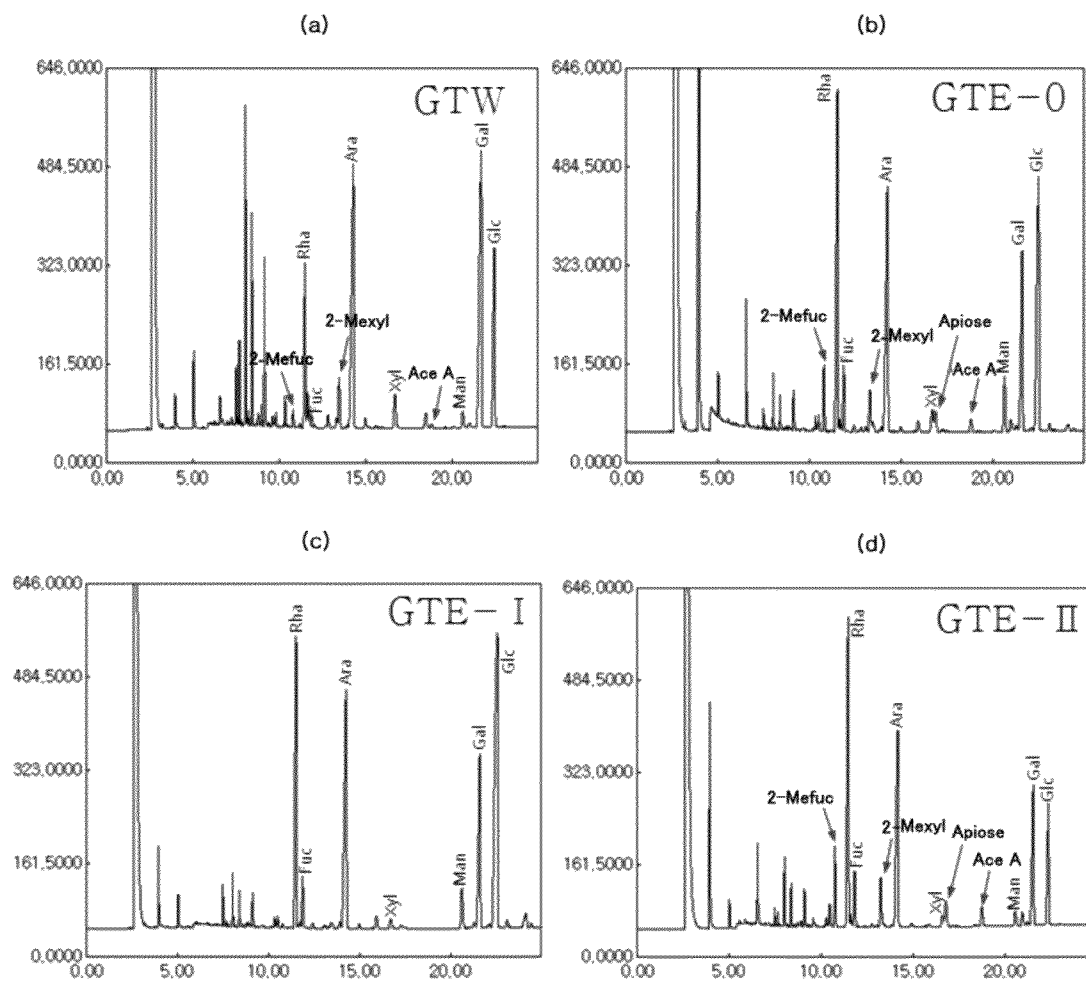 (a)
GTW
646,0000
484,5000
323,0000
161,5000
0,0000
0,00 5,00 10,00 15,00 20,00
2-Mefuc
Rha
Fuc
2-Mexyl
Ara
Xyl
Ace A
Man
Gal
Glc
(b)
GTE-0
646,0000
484,5000
323,0000
161,5000
0,0000
0,00 5,00 10,00 15,00 20,00
2-Mefuc
Rha
Fuc
2-Mexyl
Ara
Xyl
Apiose
Ace A
Man
Gal
Glc
(c)
GTE-I
646,0000
484,5000
323,0000
161,5000
0,0000
0,00 5,00 10,00 15,00 20,00
Rha
Fuc
Ara
Xyl
Man
Gal
Glc
(d)
GTE-II
646,0000
484,5000
323,0000
161,5000
0,0000
0,00 5,00 10,00 15,00 20,00
2-Mefuc
Rha
Fuc
2-Mexyl
Ara
Xyl
Apiose
Ace A
Man
Gal
Glc